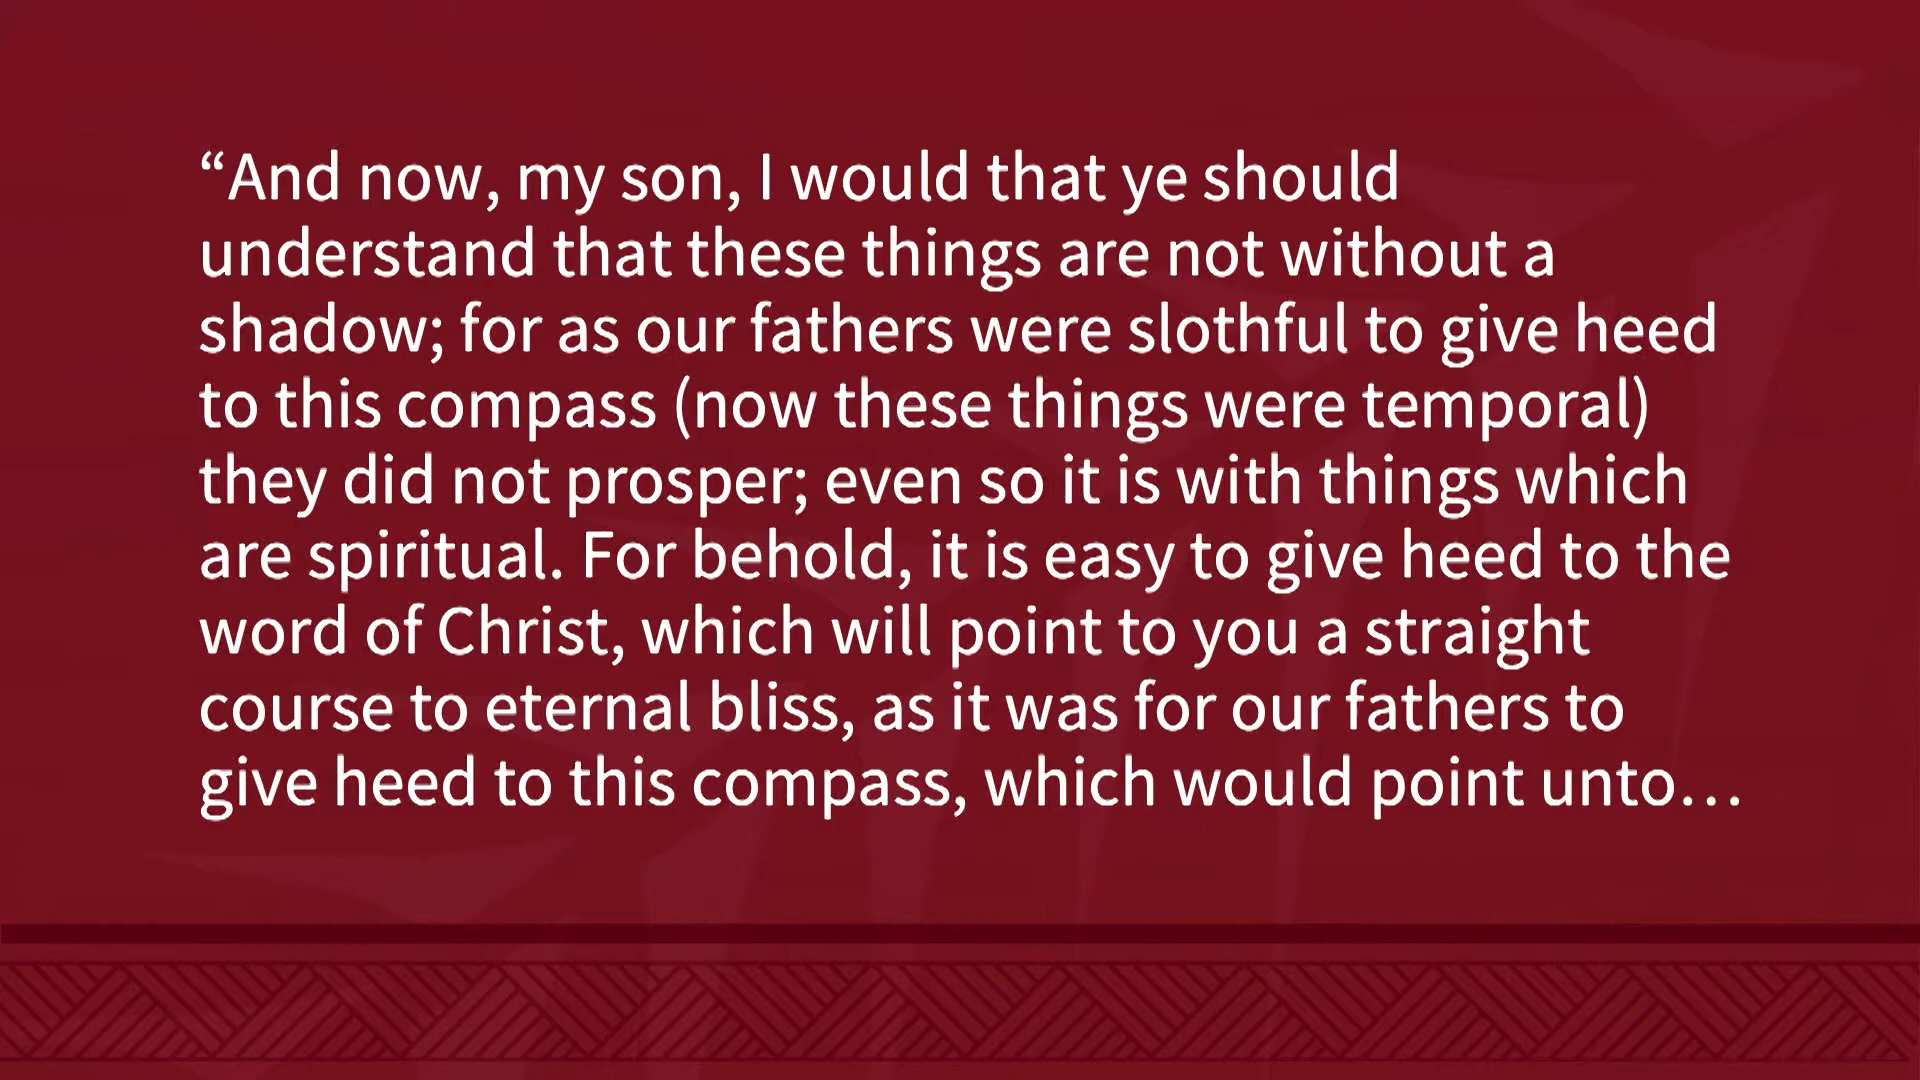 “And now, my son, I would that ye should
understand that these things are not without a
shadow; for as our fathers were slothful to give heed
to this compass (now these things were temporal)
they did not prosper; even so it is with things which
are spiritual. For behold, it is easy to give heed to the
word of Christ, which will point to you a straight
course to eternal bliss, as it was for our fathers to
give heed to this compass, which would point unto…